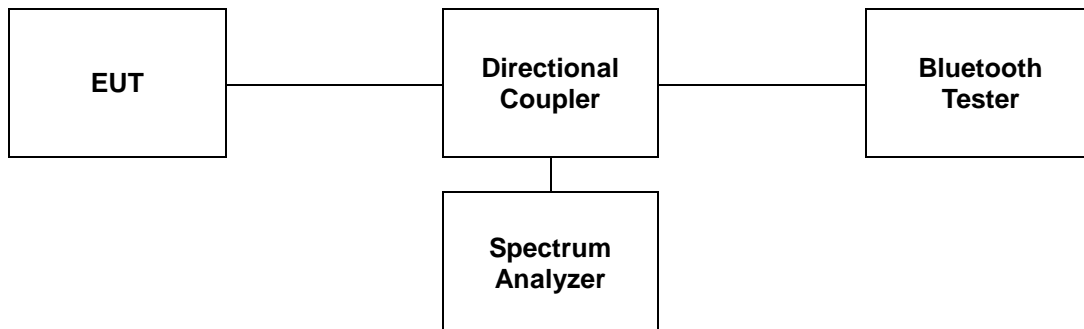 EUT
Directional
Coupler
Bluetooth
Tester
Spectrum
Analyzer